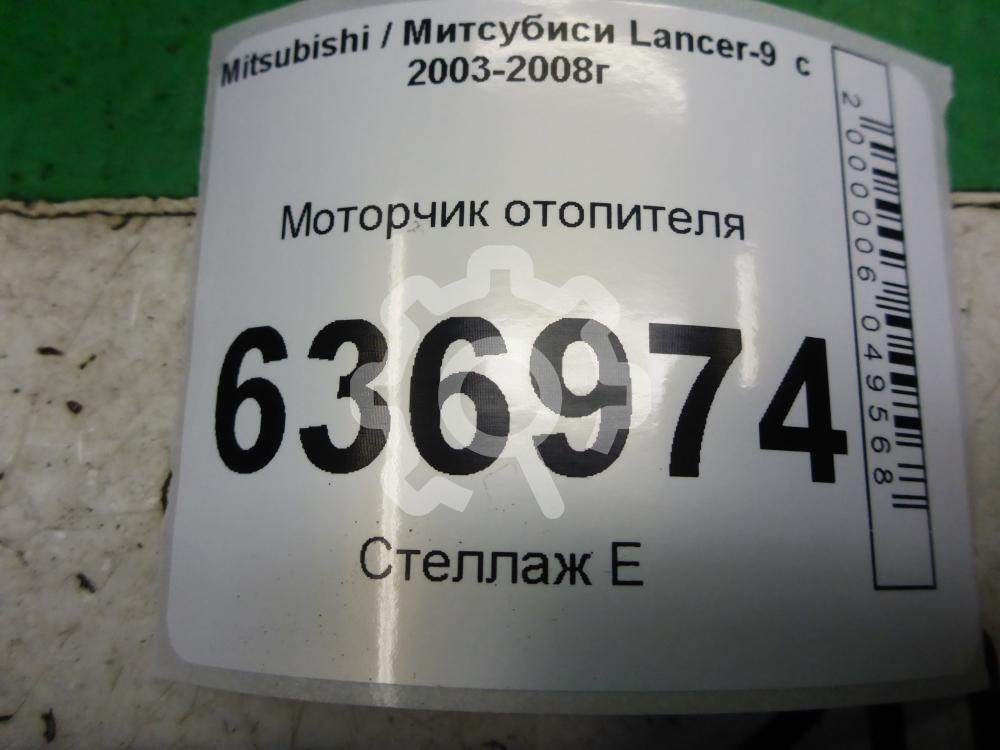 Mitsubishi / Митсубиси Lancer-9 с
2003-2008г
Моторчик отопителя
636974
Стеллаж Е
2000006049568